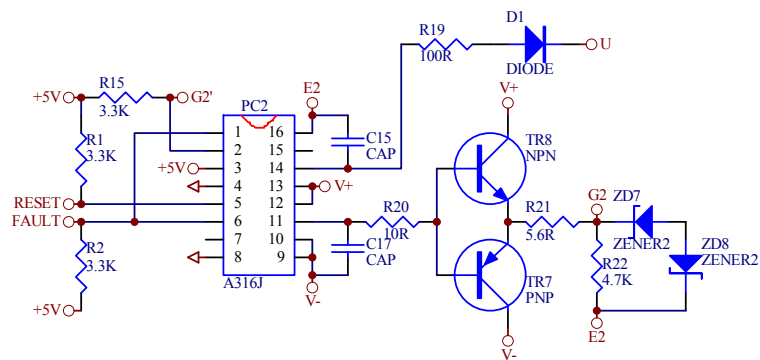 D1
R19
U
100R
DIODE
R15
E2
V+
+5V
G2'
3.3K
PC2
R1
1
16
C15
TR8
3.3K
2
15
CAP
NPN
+5V
3
14
4
13
V+
G2
ZD7
RESET
5
12
R20
R21
FAULT
6
11
ZD8
R2
7
10
C17
10R
5.6R
ZENER2
ZENER2
3.3K
8
9
CAP
TR7
R22
A316J
PNP
4.7K
+5V
V-
E2
V-